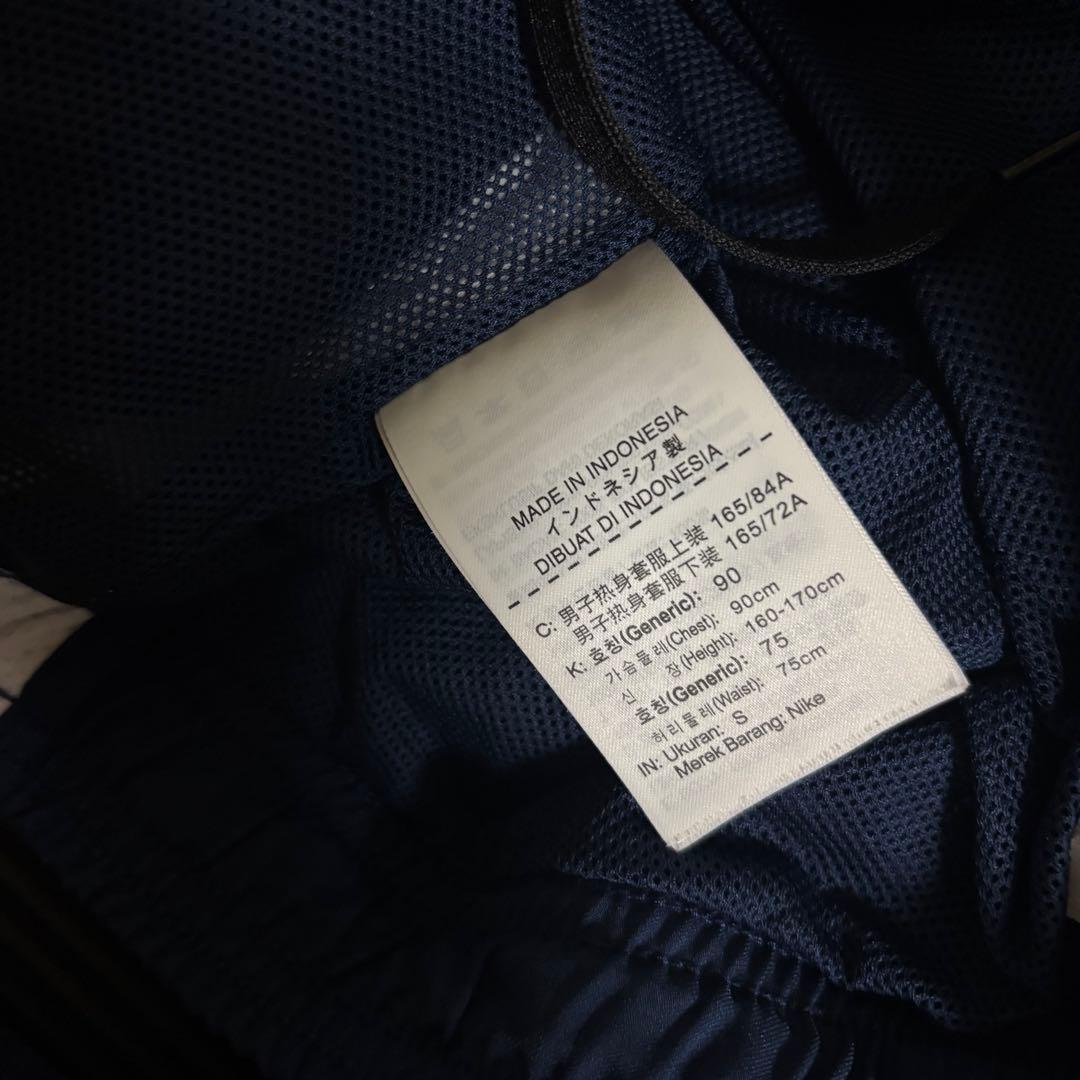 MADE IN INDONESIA
インドネシア製
DIBUAT DI INDONESIA
C: 男子热身套服上装 165/84A
男子热身套服下装 165/72A
K: 호칭(Generic): 90
가슴둘레(Chest): 90cm
신 장(Height): 160-170cm
호칭(Generic): 75
허리둘레(Waist): 75cm
IN: Ukuran: S
Merek Barang: Nike